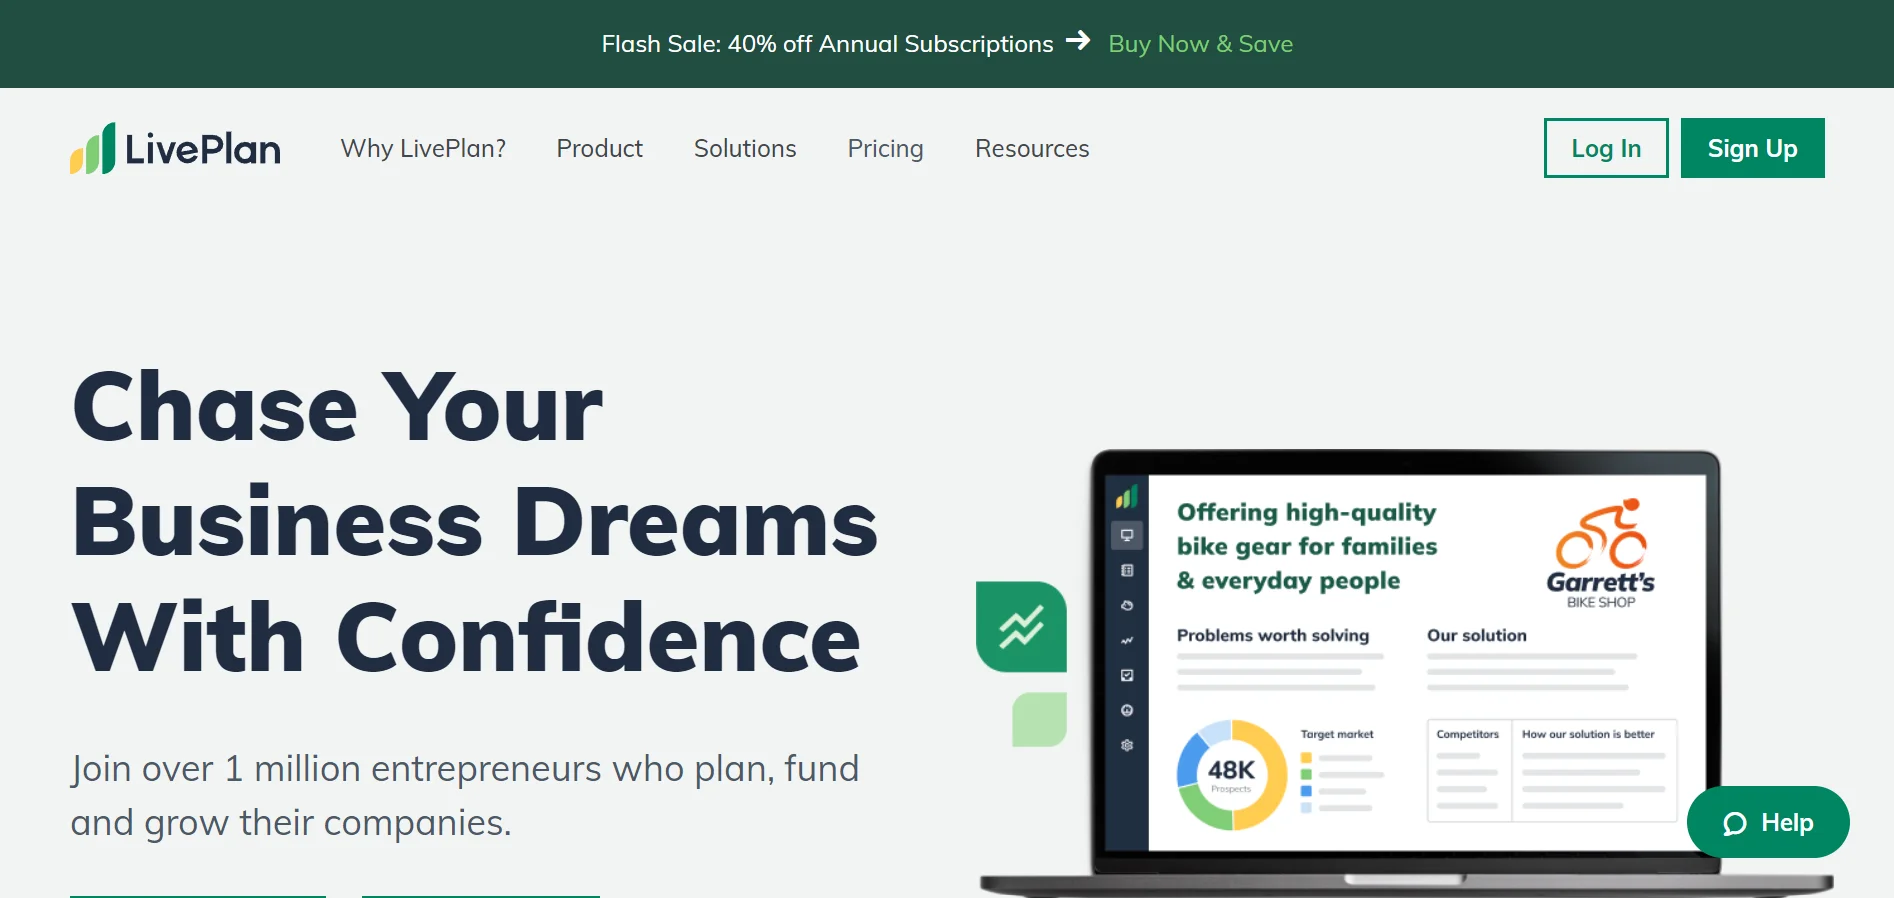 Flash Sale: 40% off Annual Subscriptions → Buy Now & Save
LivePlan
Why LivePlan?
Product
Solutions
Pricing
Resources
Log In
Sign Up
Chase Your
Business Dreams
With Confidence
Join over 1 million entrepreneurs who plan, fund
and grow their companies.
Offering high-quality
bike gear for families
& everyday people
Garrett's
BIKE SHOP
Problems worth solving
Our solution
48K
Prospects
Target market
Competitors
How our solution is better
Help